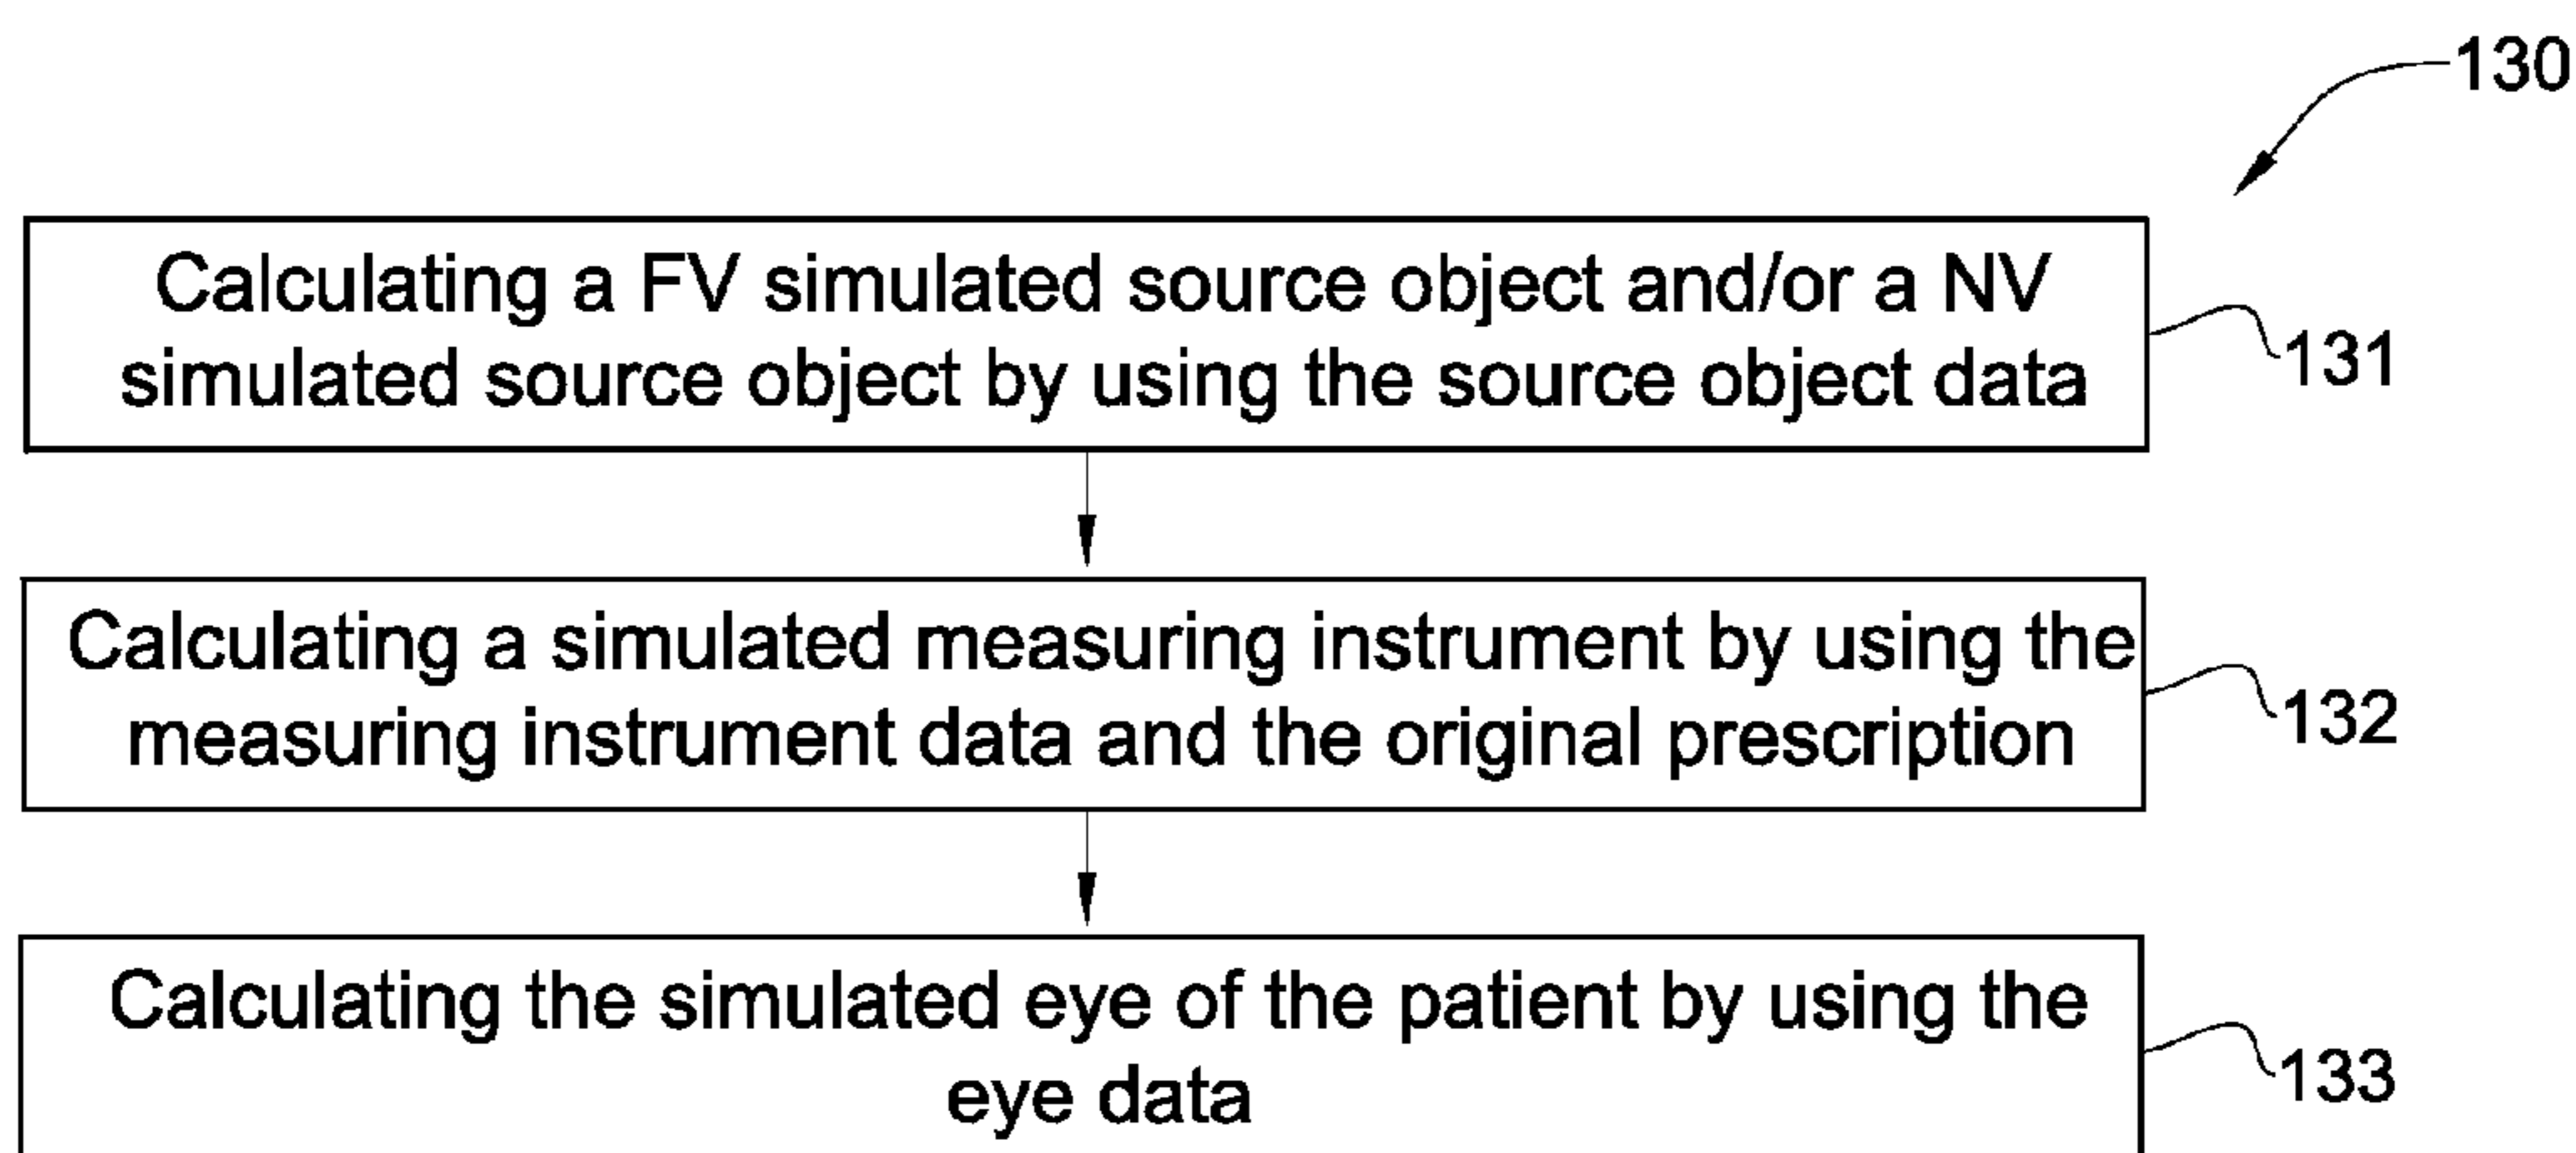 130
Calculating a FV simulated source object and/or a NV
simulated source object by using the source object data
131
Calculating a simulated measuring instrument by using the
measuring instrument data and the original prescription
132
Calculating the simulated eye of the patient by using the
eye data
133